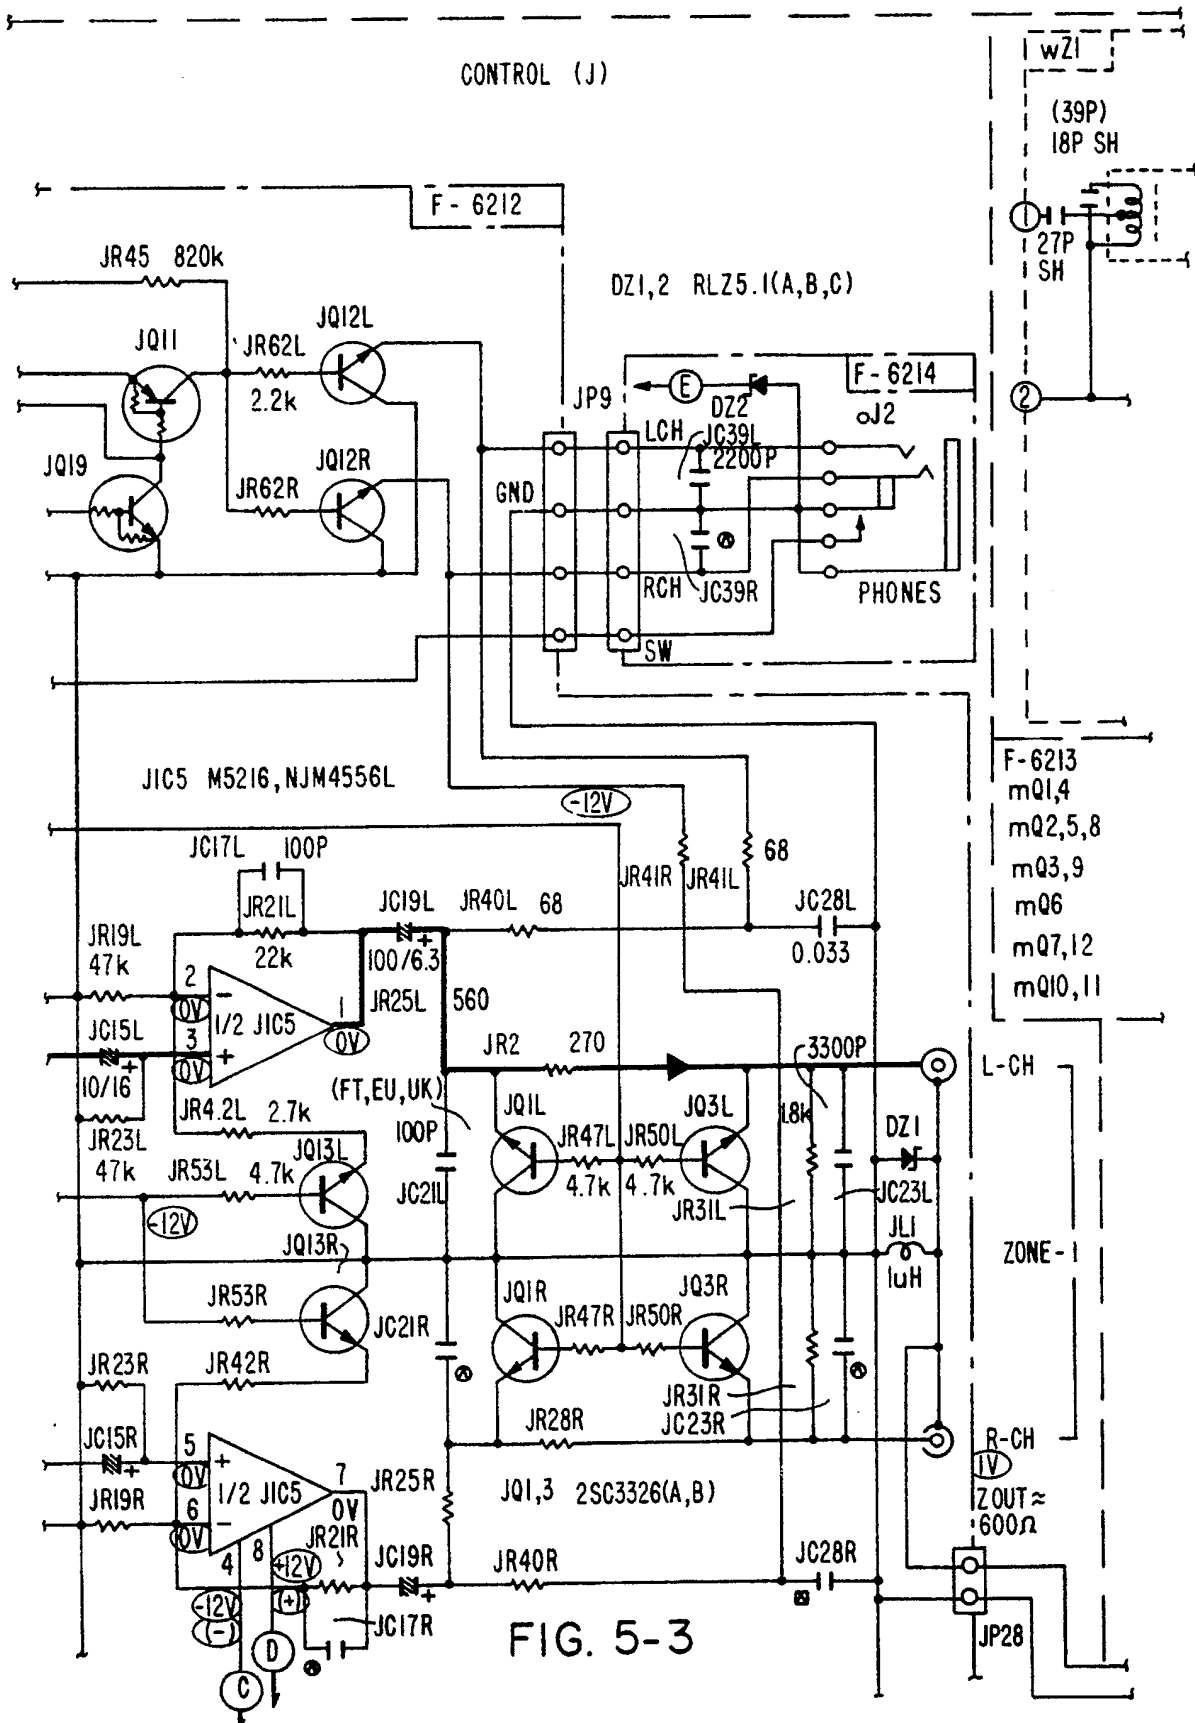 CONTROL (J)
wZ1
(39P)
18P SH
1
27P
SH
2
F-6212
JR45 820k
DZ1,2 RLZ5.1(A,B,C)
JQ11
JR62L
2.2k
JQ12L
JQ19
JR62R
JQ12R
JP9
E
DZ2
F-6214
J2
LCH
JC39L
2200P
GND
RCH
JC39R
PHONES
SW
JIC5 M5216,NJM4556L
-12V
F-6213
mQ1,4
mQ2,5,8
mQ3,9
mQ6
mQ7,12
mQ10,11
JC17L 100P
JR21L
22k
JC19L
100/6.3
JR40L 68
JR41R JR41L
68
JC28L
0.033
JR19L
47k
2
0V
-
1/2 JIC5
1
0V
JR25L 560
JC15L
+
10/16
3
0V
+
JR2 270
3300P
L-CH
(FT,EU,UK)
100P
JR23L
47k
JR4.2L 2.7k
JQ13L
JR53L 4.7k
-12V
JQ1L
JR47L JR50L
4.7k 4.7k
JQ3L
1.8k
DZ1
JC21L
JR31L
JC23L
JL1
1uH
ZONE-1
JQ13R
JR53R
JC21R
JQ1R
JR47R JR50R
JQ3R
JR23R
JR42R
JR31R
JC23R
JR28R
R-CH
1V
JC15R
+
5
0V
+
1/2 JIC5
7
0V
JR25R
JQ1,3 2SC3326(A,B)
ZOUT≈
600Ω
JR19R
6
0V
-
4
8
JR21R
+12V
(+)
-12V
(-)
JC19R
+
JR40R
JC28R
JC17R
D
C
JP28
FIG. 5-3